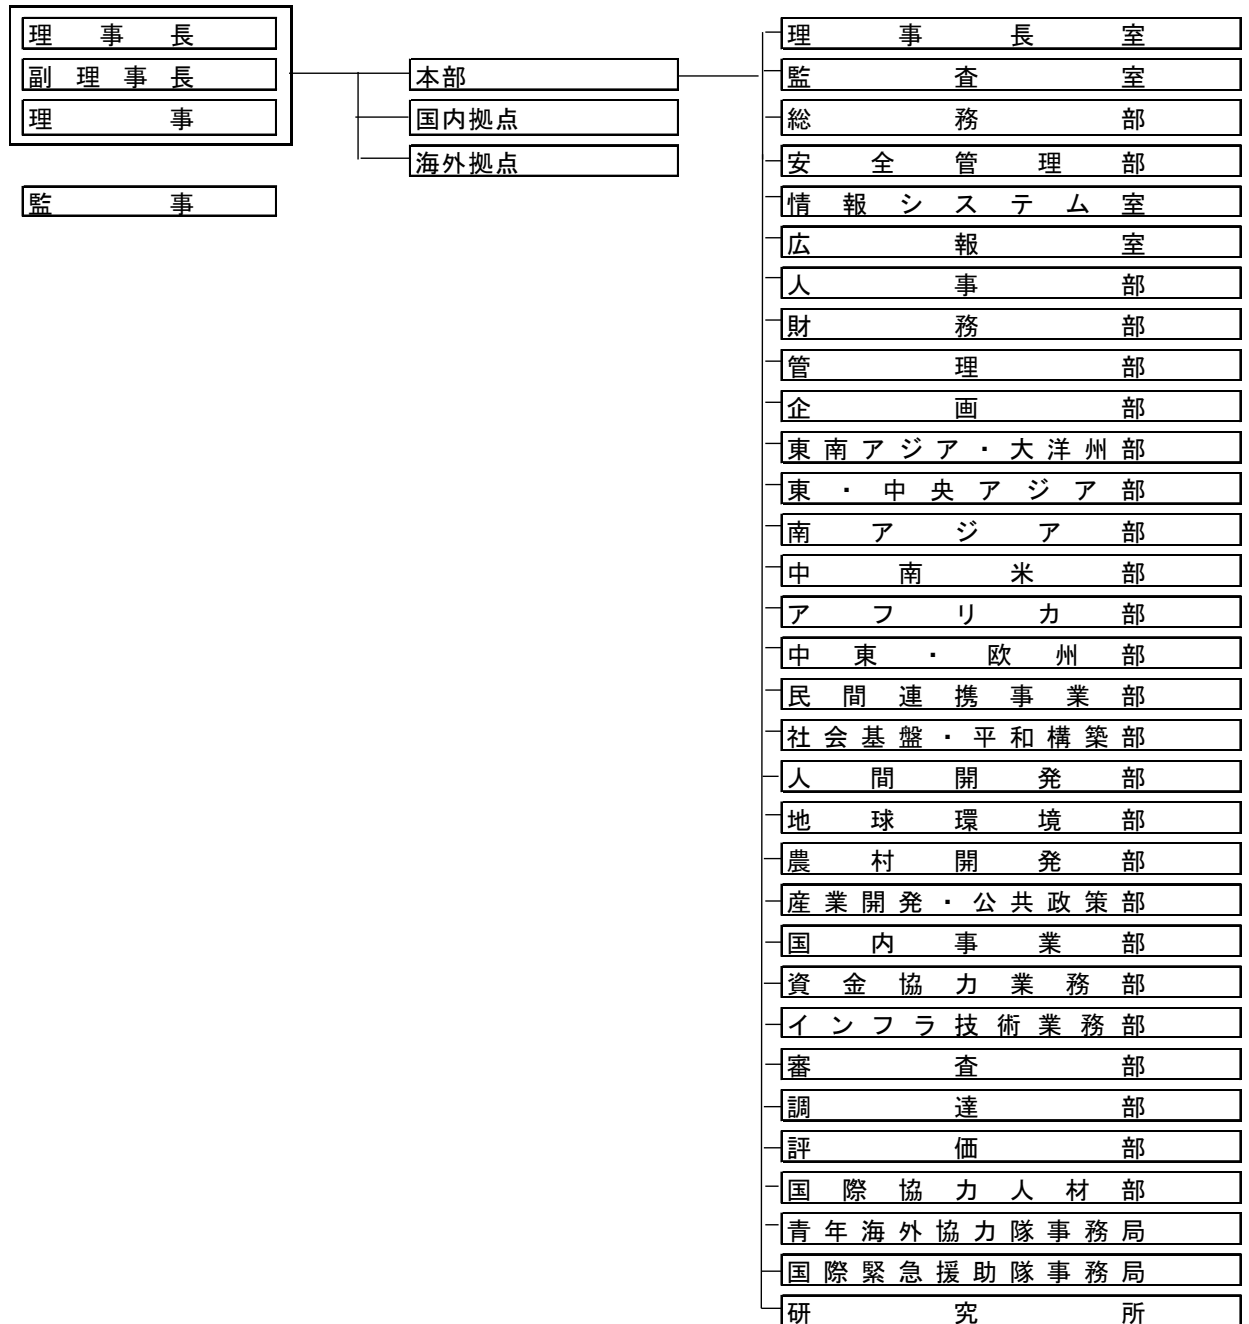 理事長
副理事長
理事
監事
本部
国内拠点
海外拠点
理事長室
監査室
総務部
安全管理部
情報システム室
広報室
人事部
財務部
管理部
企画部
東南アジア・大洋州部
東・中央アジア部
南アジア部
中南米部
アフリカ部
中東・欧州部
民間連携事業部
社会基盤・平和構築部
人間開発部
地球環境部
農村開発部
産業開発・公共政策部
国内事業部
資金協力業務部
インフラ技術業務部
審査部
調達部
評価部
国際協力人材部
青年海外協力隊事務局
国際緊急援助隊事務局
研究所